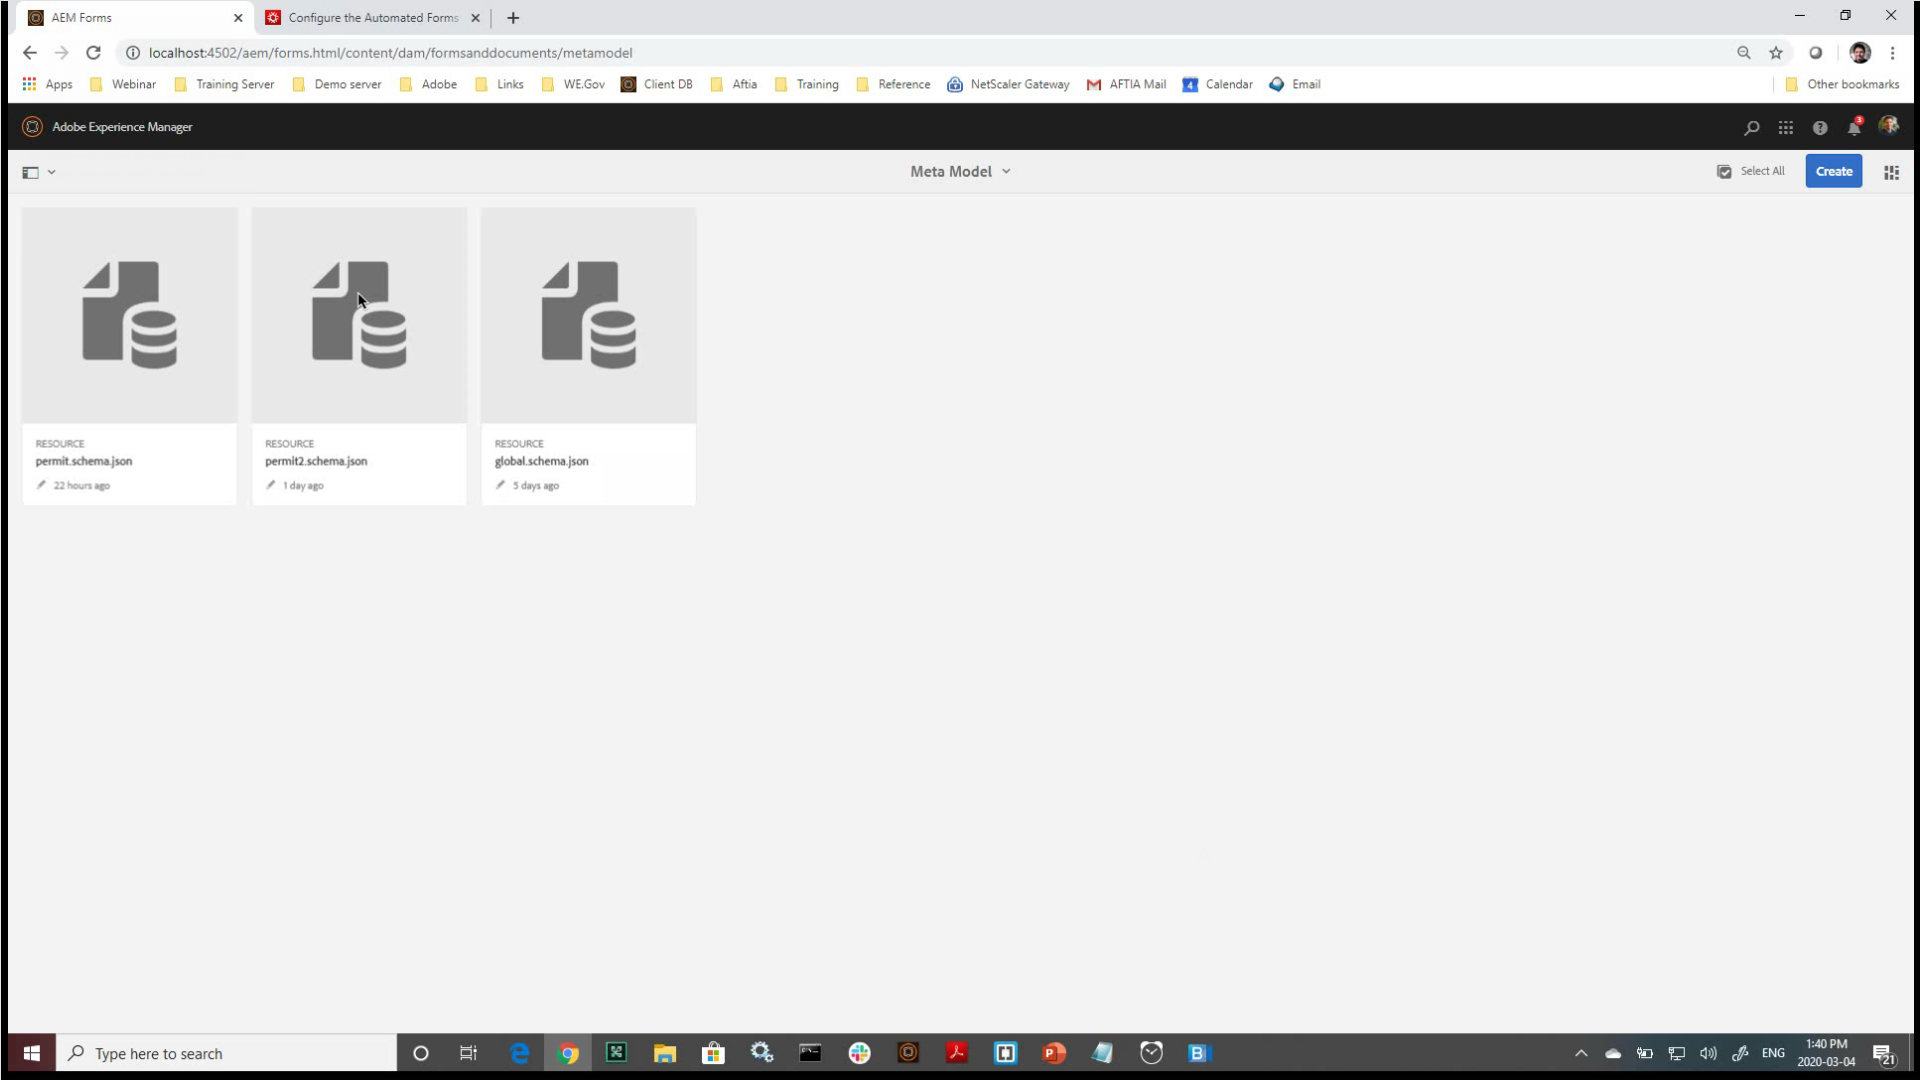 AEM Forms
Configure the Automated Forms
localhost:4502/aem/forms.html/content/dam/formsanddocuments/metamodel
Apps Webinar Training Server Demo server Adobe Links WE.Gov Client DB Aftia Training Reference NetScaler Gateway AFTIA Mail Calendar Email Other bookmarks
Adobe Experience Manager
3
Meta Model
Select All
Create
RESOURCE
permit.schema.json
22 hours ago
RESOURCE
permit2.schema.json
1 day ago
RESOURCE
global.schema.json
5 days ago
Type here to search
ENG
1:40 PM
2020-03-04
21